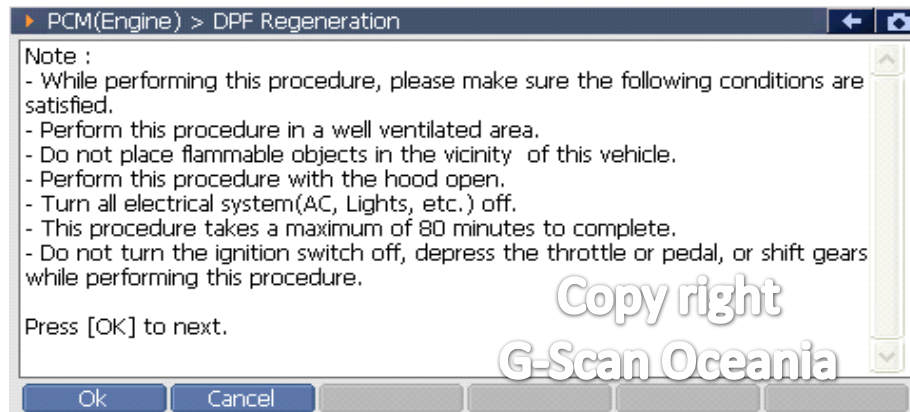 PCM(Engine) > DPF Regeneration
Note :
- While performing this procedure, please make sure the following conditions are
satisfied.
- Perform this procedure in a well ventilated area.
- Do not place flammable objects in the vicinity  of this vehicle.
- Perform this procedure with the hood open.
- Turn all electrical system(AC, Lights, etc.) off.
- This procedure takes a maximum of 80 minutes to complete.
- Do not turn the ignition switch off, depress the throttle or pedal, or shift gears
while performing this procedure.
Press [OK] to next.
Copy right
G-Scan Oceania
Ok Cancel